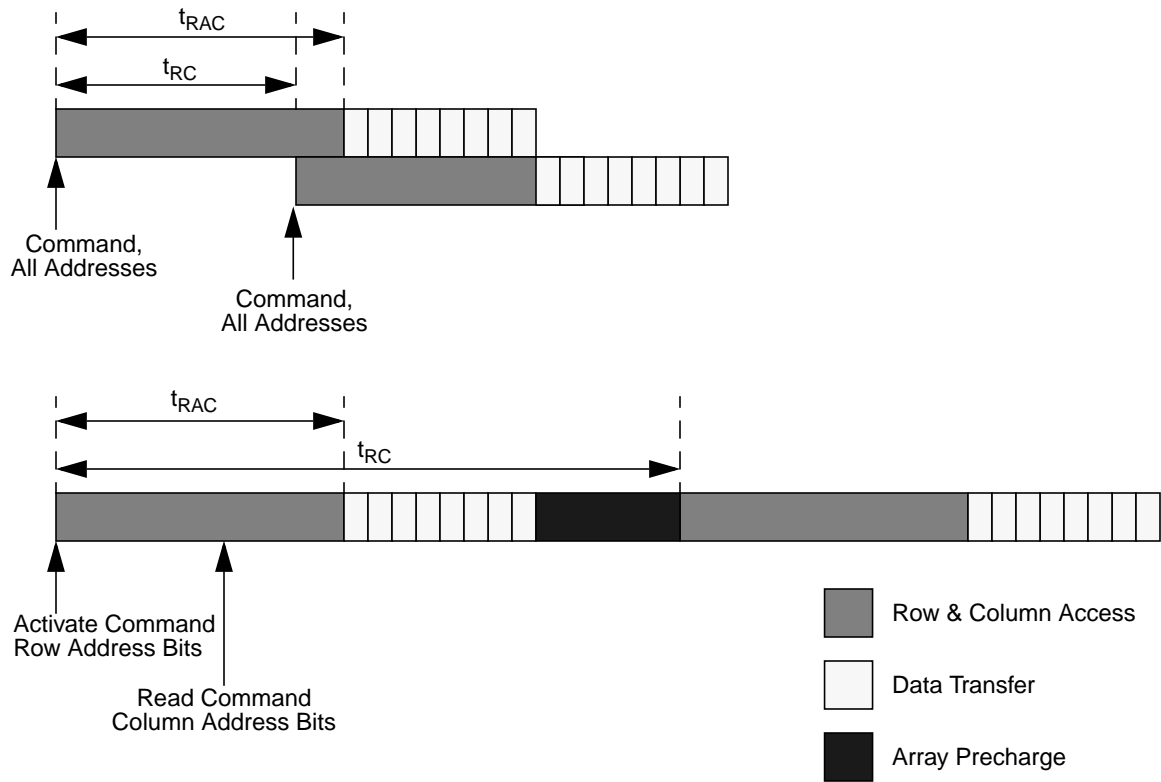 tRAC
tRC
Command,
All Addresses
Command,
All Addresses
tRAC
tRC
Activate Command
Row Address Bits
Read Command
Column Address Bits
Row & Column Access
Data Transfer
Array Precharge